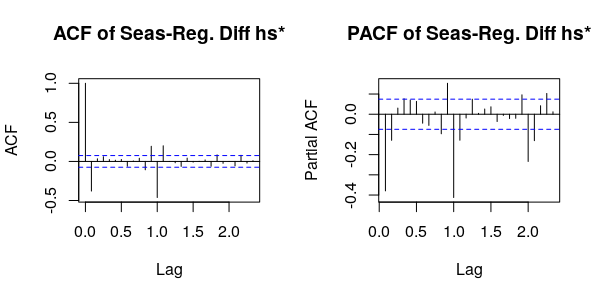 ACF of Seas-Reg. Diff hs*
ACF
-0.5 0.0 0.5 1.0
0.0 0.5 1.0 1.5 2.0
Lag
PACF of Seas-Reg. Diff hs*
Partial ACF
-0.4 -0.2 0.0
0.0 0.5 1.0 1.5 2.0
Lag